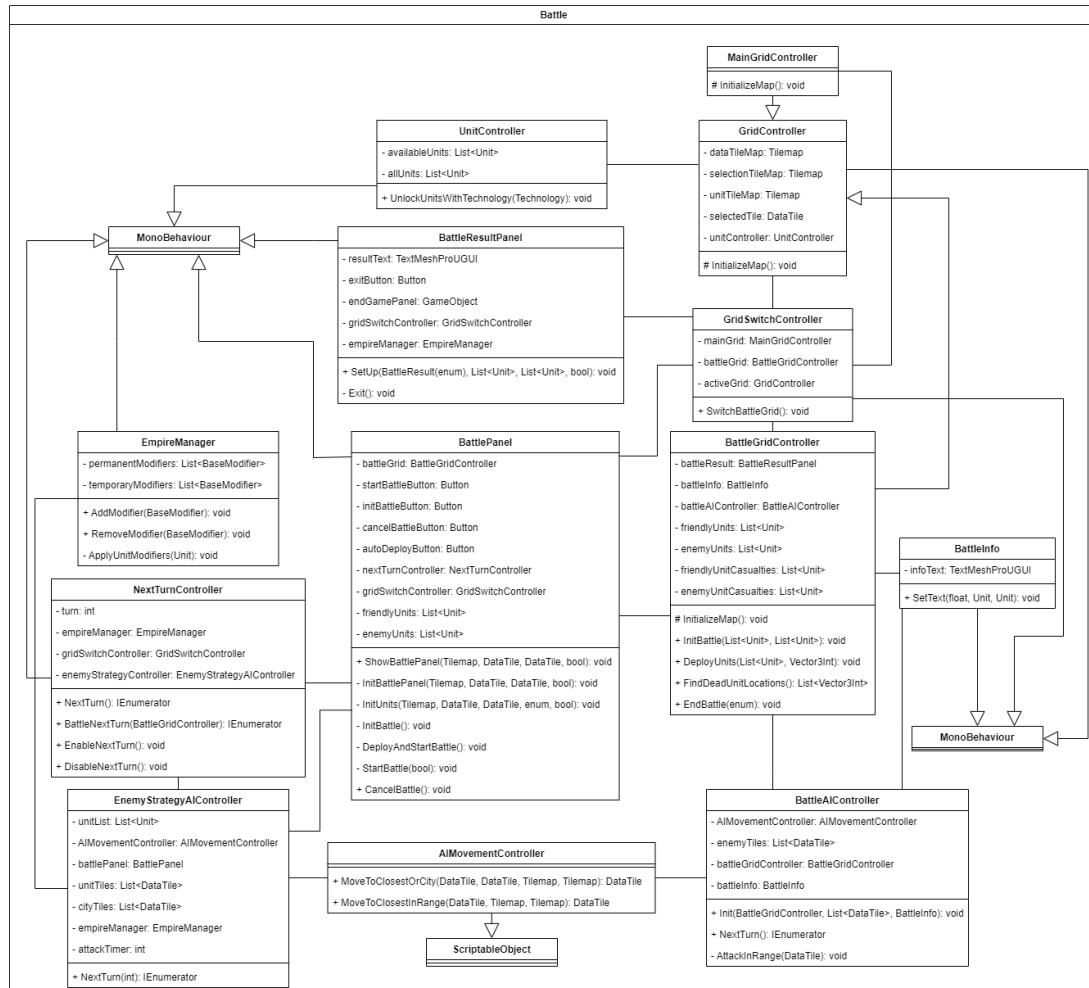 Battle
MainGridController
# InitializeMap(): void
UnitController
- availableUnits: List<Unit>
- allUnits: List<Unit>
+ UnlockUnitsWithTechnology(Technology): void
GridController
- dataTileMap: Tilemap
- selectionTileMap: Tilemap
- unitTileMap: Tilemap
- selectedTile: DataTile
- unitController: UnitController
# InitializeMap(): void
MonoBehaviour
BattleResultPanel
- resultText: TextMeshProUGUI
- exitButton: Button
- endGamePanel: GameObject
- gridSwitchController: GridSwitchController
- empireManager: EmpireManager
+ SetUp(BattleResult(enum), List<Unit>, List<Unit>, bool): void
- Exit(): void
GridSwitchController
- mainGrid: MainGridController
- battleGrid: BattleGridController
- activeGrid: GridController
+ SwitchBattleGrid(): void
EmpireManager
- permanentModifiers: List<BaseModifier>
- temporaryModifiers: List<BaseModifier>
+ AddModifier(BaseModifier): void
+ RemoveModifier(BaseModifier): void
- ApplyUnitModifiers(Unit): void
BattlePanel
- battleGrid: BattleGridController
- startBattleButton: Button
- initBattleButton: Button
- cancelBattleButton: Button
- autoDeployButton: Button
- nextTurnController: NextTurnController
- gridSwitchController: GridSwitchController
- friendlyUnits: List<Unit>
- enemyUnits: List<Unit>
+ ShowBattlePanel(Tilemap, DataTile, DataTile, bool): void
- InitBattlePanel(Tilemap, DataTile, DataTile, bool): void
- InitUnits(Tilemap, DataTile, DataTile, enum, bool): void
- InitBattle(): void
- DeployAndStartBattle(): void
- StartBattle(bool): void
+ CancelBattle(): void
BattleGridController
- battleResult: BattleResultPanel
- battleInfo: BattleInfo
- battleAIController: BattleAIController
- friendlyUnits: List<Unit>
- enemyUnits: List<Unit>
- friendlyUnitCasualties: List<Unit>
- enemyUnitCasualties: List<Unit>
# InitializeMap(): void
+ InitBattle(List<Unit>, List<Unit>): void
+ DeployUnits(List<Unit>, Vector3Int): void
+ FindDeadUnitLocations(): List<Vector3Int>
+ EndBattle(enum): void
BattleInfo
- infoText: TextMeshProUGUI
+ SetText(float, Unit, Unit): void
NextTurnController
- turn: int
- empireManager: EmpireManager
- gridSwitchController: GridSwitchController
- enemyStrategyController: EnemyStrategyAIController
+ NextTurn(): IEnumerator
+ BattleNextTurn(BattleGridController): IEnumerator
+ EnableNextTurn(): void
+ DisableNextTurn(): void
MonoBehaviour
EnemyStrategyAIController
- unitList: List<Unit>
- AIMovementController: AIMovementController
- battlePanel: BattlePanel
- unitTiles: List<DataTile>
- cityTiles: List<DataTile>
- empireManager: EmpireManager
- attackTimer: int
+ NextTurn(int): IEnumerator
AIMovementController
+ MoveToClosestOrCity(DataTile, DataTile, Tilemap, Tilemap): DataTile
+ MoveToClosestInRange(DataTile, Tilemap, Tilemap): DataTile
ScriptableObject
BattleAIController
- AIMovementController: AIMovementController
- enemyTiles: List<DataTile>
- battleGridController: BattleGridController
- battleInfo: BattleInfo
+ Init(BattleGridController, List<DataTile>, BattleInfo): void
+ NextTurn(): IEnumerator
- AttackInRange(DataTile): void